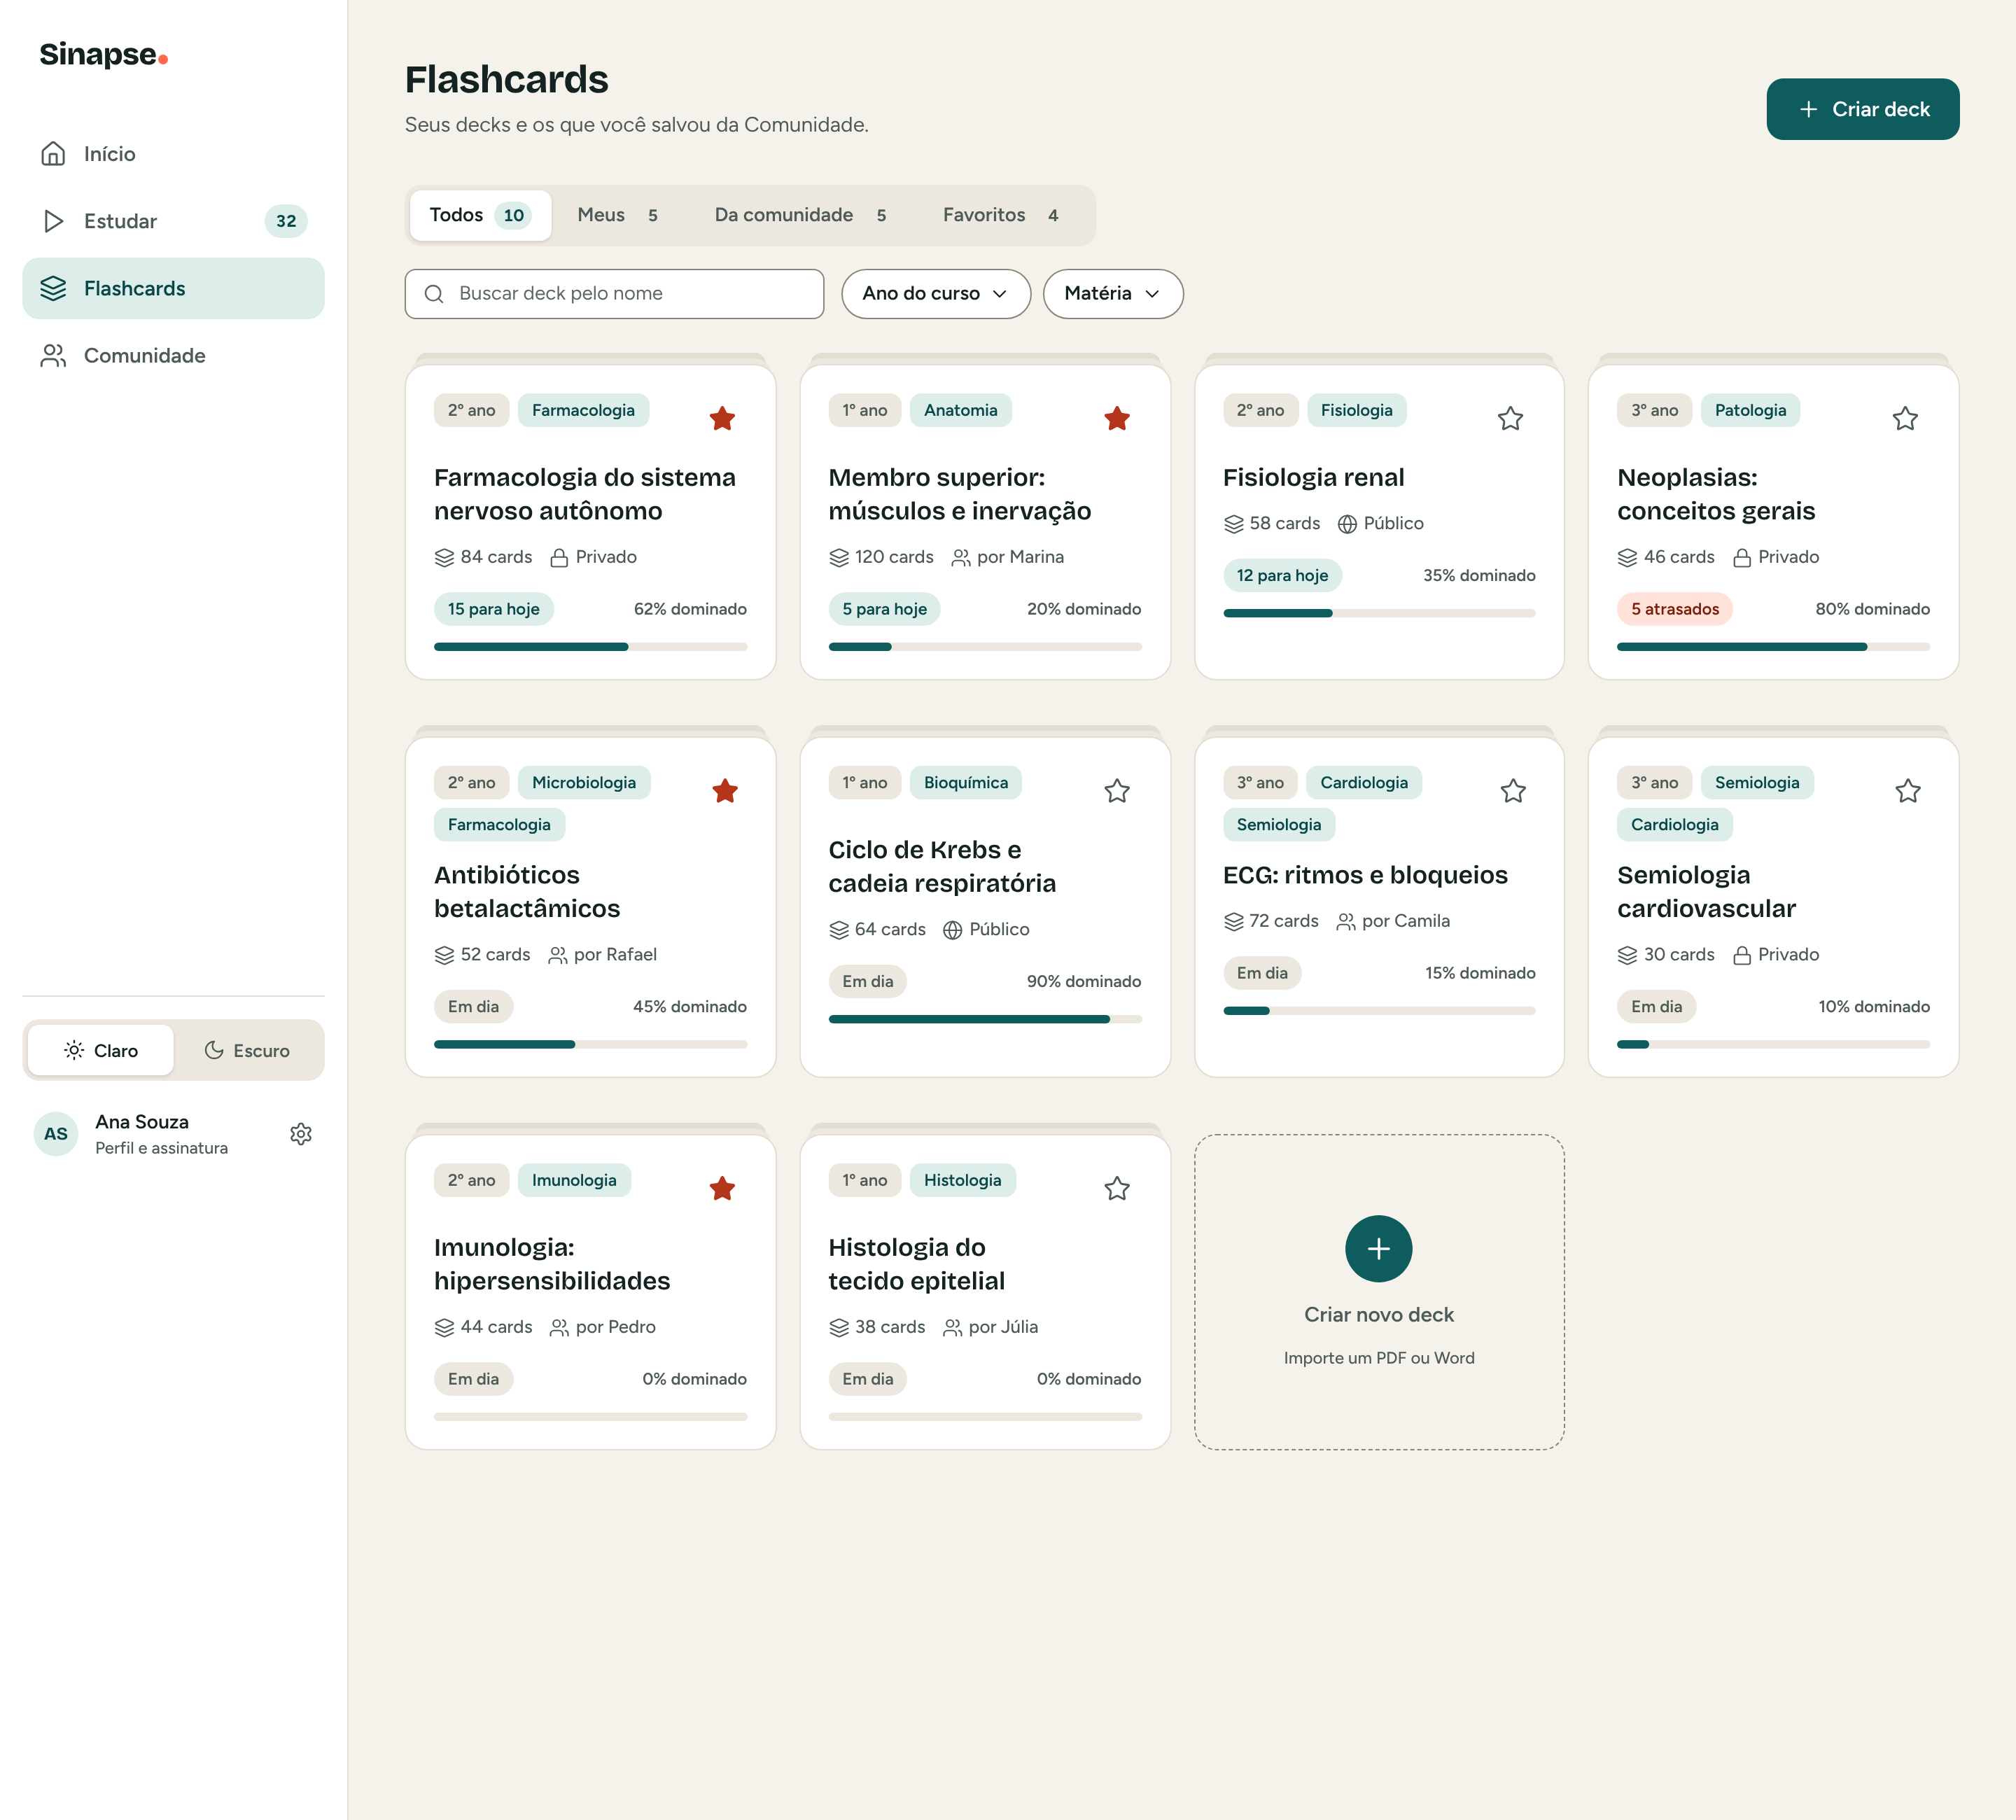 Sinapse.
Início
Estudar 32
Flashcards
Comunidade
Claro Escuro
AS Ana Souza
Perfil e assinatura
Flashcards
Seus decks e os que você salvou da Comunidade.
Criar deck
Todos 10 Meus 5 Da comunidade 5 Favoritos 4
Buscar deck pelo nome Ano do curso Matéria
2º ano Farmacologia
Farmacologia do sistema
nervoso autônomo
84 cards Privado
15 para hoje 62% dominado
1º ano Anatomia
Membro superior:
músculos e inervação
120 cards por Marina
5 para hoje 20% dominado
2º ano Fisiologia
Fisiologia renal
58 cards Público
12 para hoje 35% dominado
3º ano Patologia
Neoplasias:
conceitos gerais
46 cards Privado
5 atrasados 80% dominado
2º ano Microbiologia
Farmacologia
Antibióticos
betalactâmicos
52 cards por Rafael
Em dia 45% dominado
1º ano Bioquímica
Ciclo de Krebs e
cadeia respiratória
64 cards Público
Em dia 90% dominado
3º ano Cardiologia
Semiologia
ECG: ritmos e bloqueios
72 cards por Camila
Em dia 15% dominado
3º ano Semiologia
Cardiologia
Semiologia
cardiovascular
30 cards Privado
Em dia 10% dominado
2º ano Imunologia
Imunologia:
hipersensibilidades
44 cards por Pedro
Em dia 0% dominado
1º ano Histologia
Histologia do
tecido epitelial
38 cards por Júlia
Em dia 0% dominado
Criar novo deck
Importe um PDF ou Word